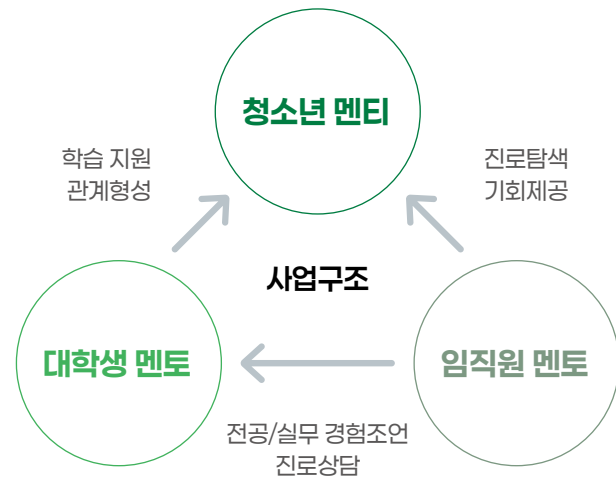 청소년 멘티
학습 지원
관계형성
진로탐색
기회제공
사업구조
대학생 멘토
임직원 멘토
전공/실무 경험조언
진로상담